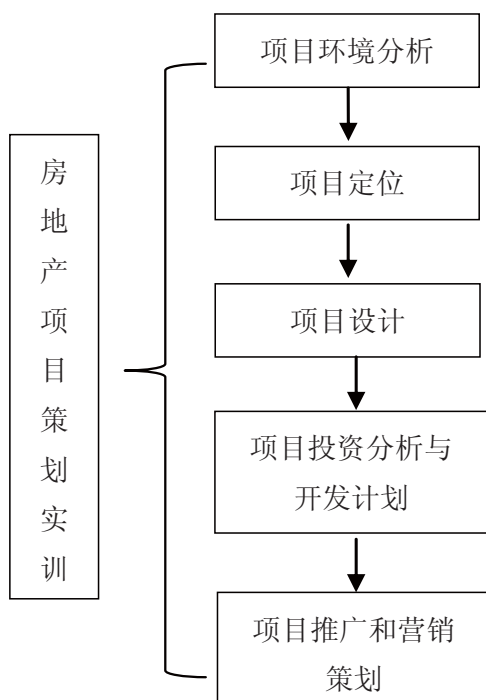 房地产项目策划实训
项目环境分析
项目定位
项目设计
项目投资分析与
开发计划
项目推广和营销
策划